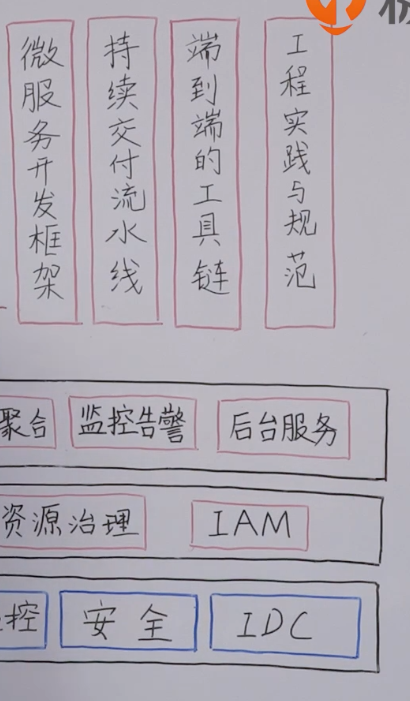 微服务开发框架
持续交付流水线
端到端的工具链
工程实践与规范
聚合 监控告警 后台服务
资源治理 IAM
控 安全 IDC